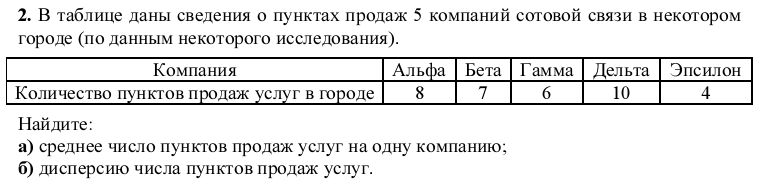 2. В таблице даны сведения о пунктах продаж 5 компаний сотовой связи в некотором
городе (по данным некоторого исследования).
Компания Альфа Бета Гамма Дельта Эпсилон
Количество пунктов продаж услуг в городе 8 7 6 10 4
Найдите:
а) среднее число пунктов продаж услуг на одну компанию;
б) дисперсию числа пунктов продаж услуг.